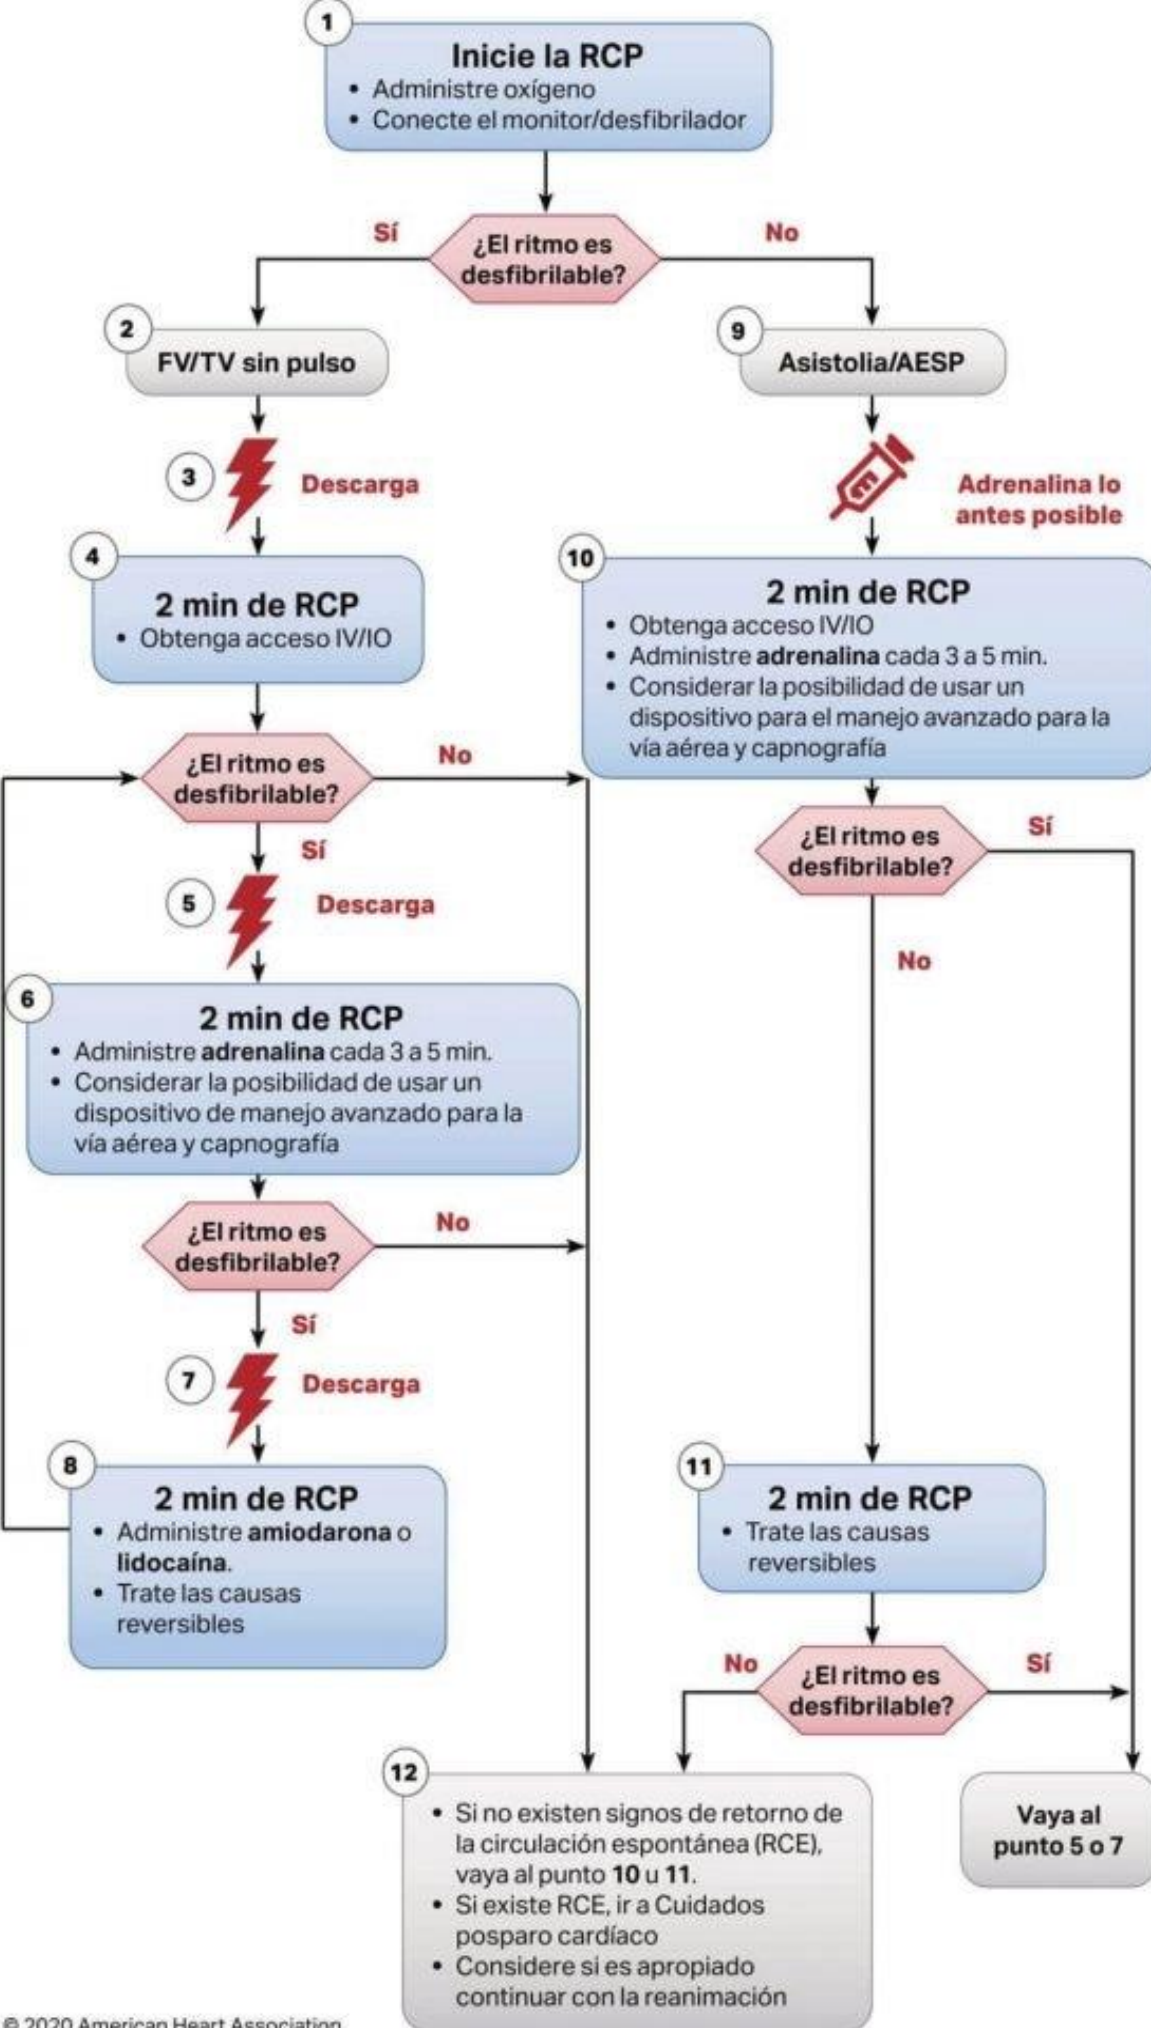 1
Inicie la RCP
• Administre oxígeno
• Conecte el monitor/desfibrilador
¿El ritmo es
desfibrilable?
Sí
No
2
FV/TV sin pulso
3
Descarga
4
2 min de RCP
• Obtenga acceso IV/IO
¿El ritmo es
desfibrilable?
No
Sí
5
Descarga
6
2 min de RCP
• Administre adrenalina cada 3 a 5 min.
• Considerar la posibilidad de usar un
dispositivo de manejo avanzado para la
vía aérea y capnografía
¿El ritmo es
desfibrilable?
No
Sí
7
Descarga
8
2 min de RCP
• Administre amiodarona o
lidocaína.
• Trate las causas
reversibles
9
Asistolia/AESP
Adrenalina lo
antes posible
10
2 min de RCP
• Obtenga acceso IV/IO
• Administre adrenalina cada 3 a 5 min.
• Considerar la posibilidad de usar un
dispositivo para el manejo avanzado para la
vía aérea y capnografía
¿El ritmo es
desfibrilable?
Sí
No
11
2 min de RCP
• Trate las causas
reversibles
¿El ritmo es
desfibrilable?
No
Sí
12
• Si no existen signos de retorno de
la circulación espontánea (RCE),
vaya al punto 10 u 11.
• Si existe RCE, ir a Cuidados
posparo cardíaco
• Considere si es apropiado
continuar con la reanimación
Vaya al
punto 5 o 7
© 2020 American Heart Association